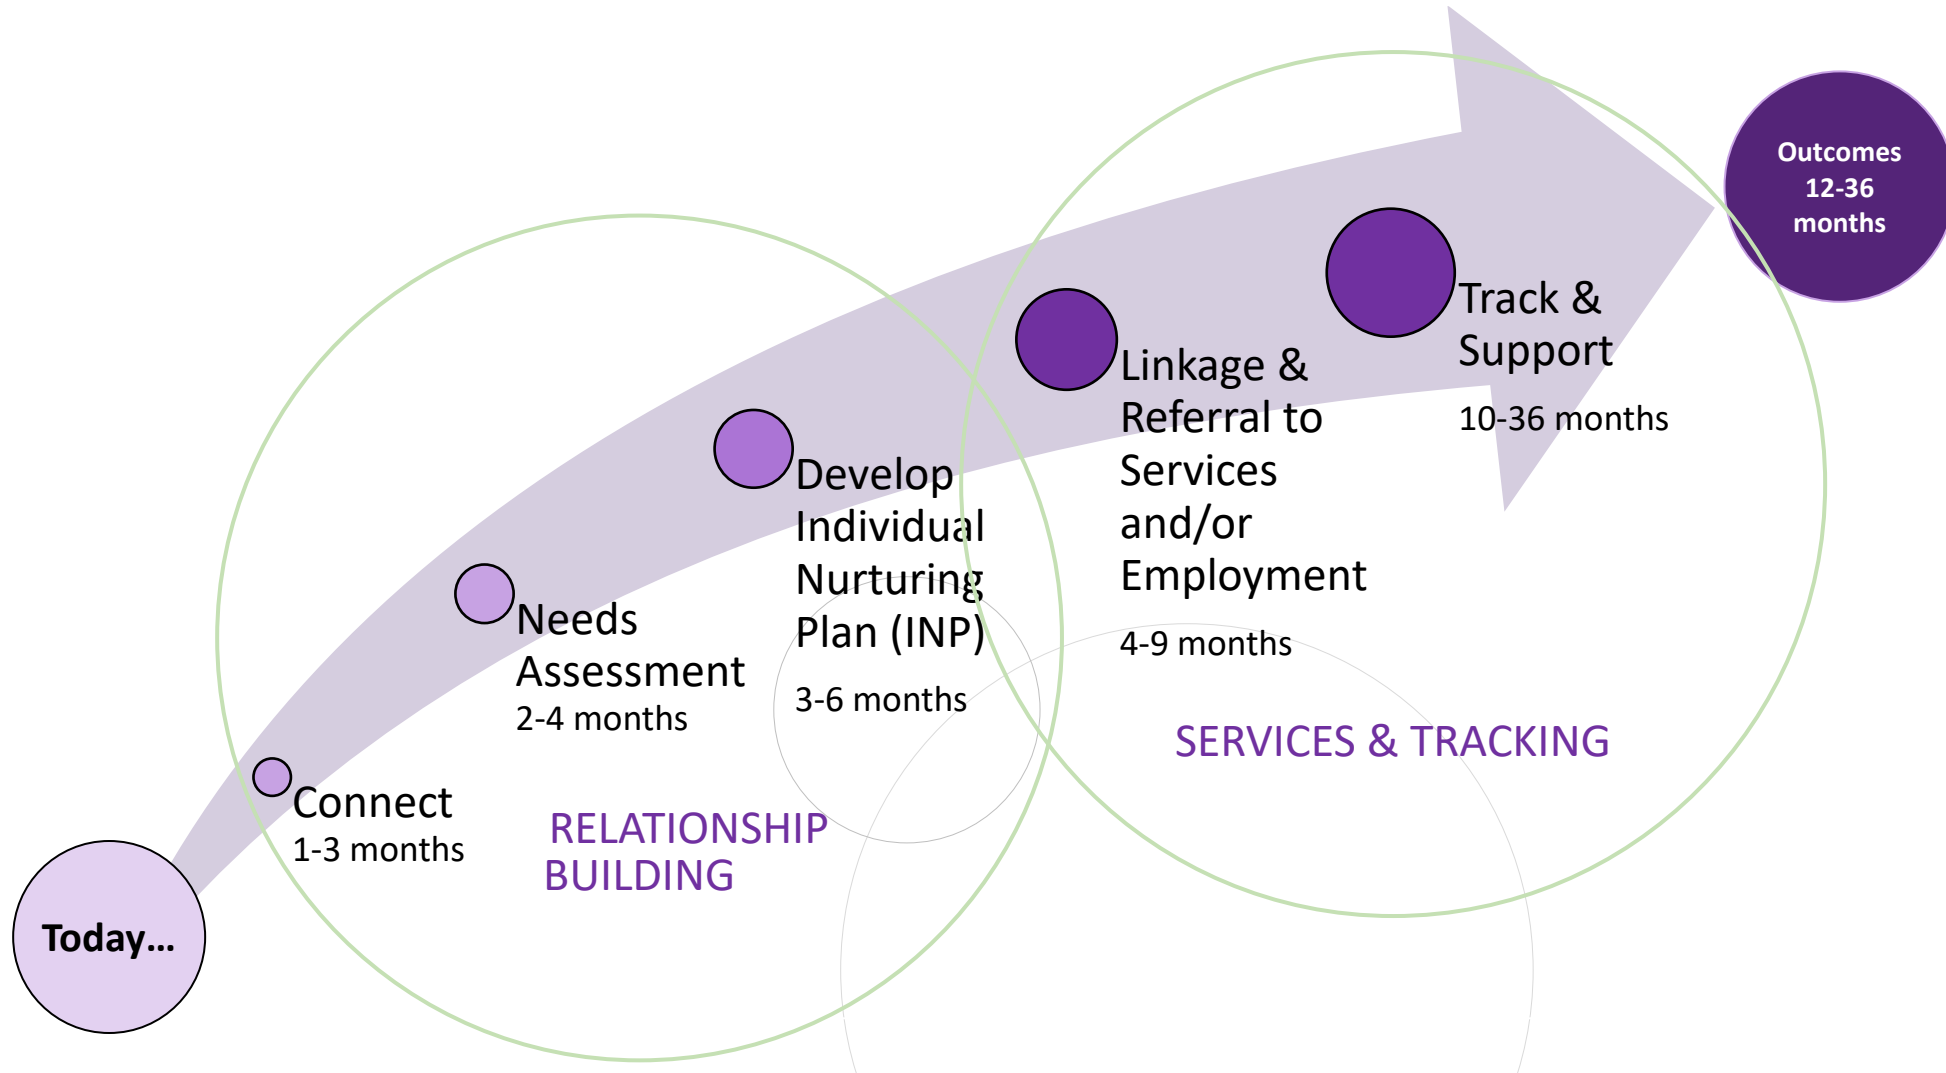 Today...
Connect
1-3 months
Needs
Assessment
2-4 months
Develop
Individual
Nurturing
Plan (INP)
3-6 months
RELATIONSHIP
BUILDING
Linkage &
Referral to
Services
and/or
Employment
4-9 months
Track &
Support
10-36 months
SERVICES & TRACKING
Outcomes
12-36
months